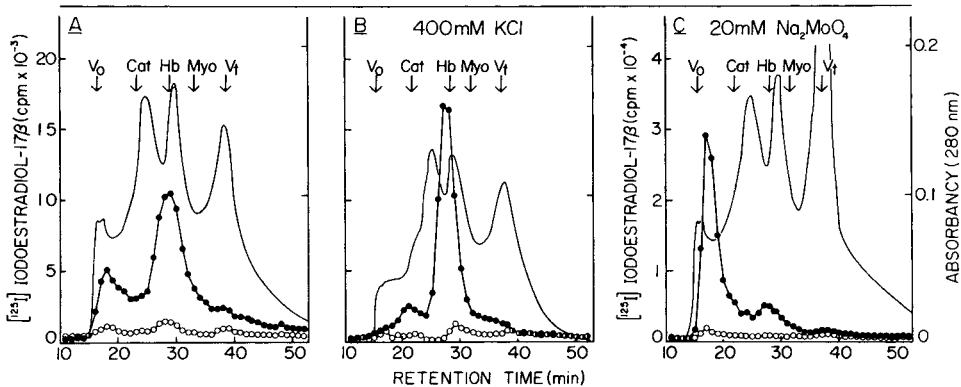 A
B 400mM KCl
C 20mM Na₂MoO₄
[¹²⁵I] IODOESTRADIOL-17β (cpm x 10⁻³)
20
15
10
5
0
V₀ Cat Hb Myo Vₜ
10 20 30 40 50
V₀ Cat Hb Myo Vₜ
10 20 30 40 50
[¹²⁵I] IODOESTRADIOL-17β (cpm x 10⁻⁴)
4
3
2
1
0
V₀ Cat Hb Myo Vₜ
10 20 30 40 50
0.2
0.1
0
ABSORBANCY (280 nm)
RETENTION TIME (min)